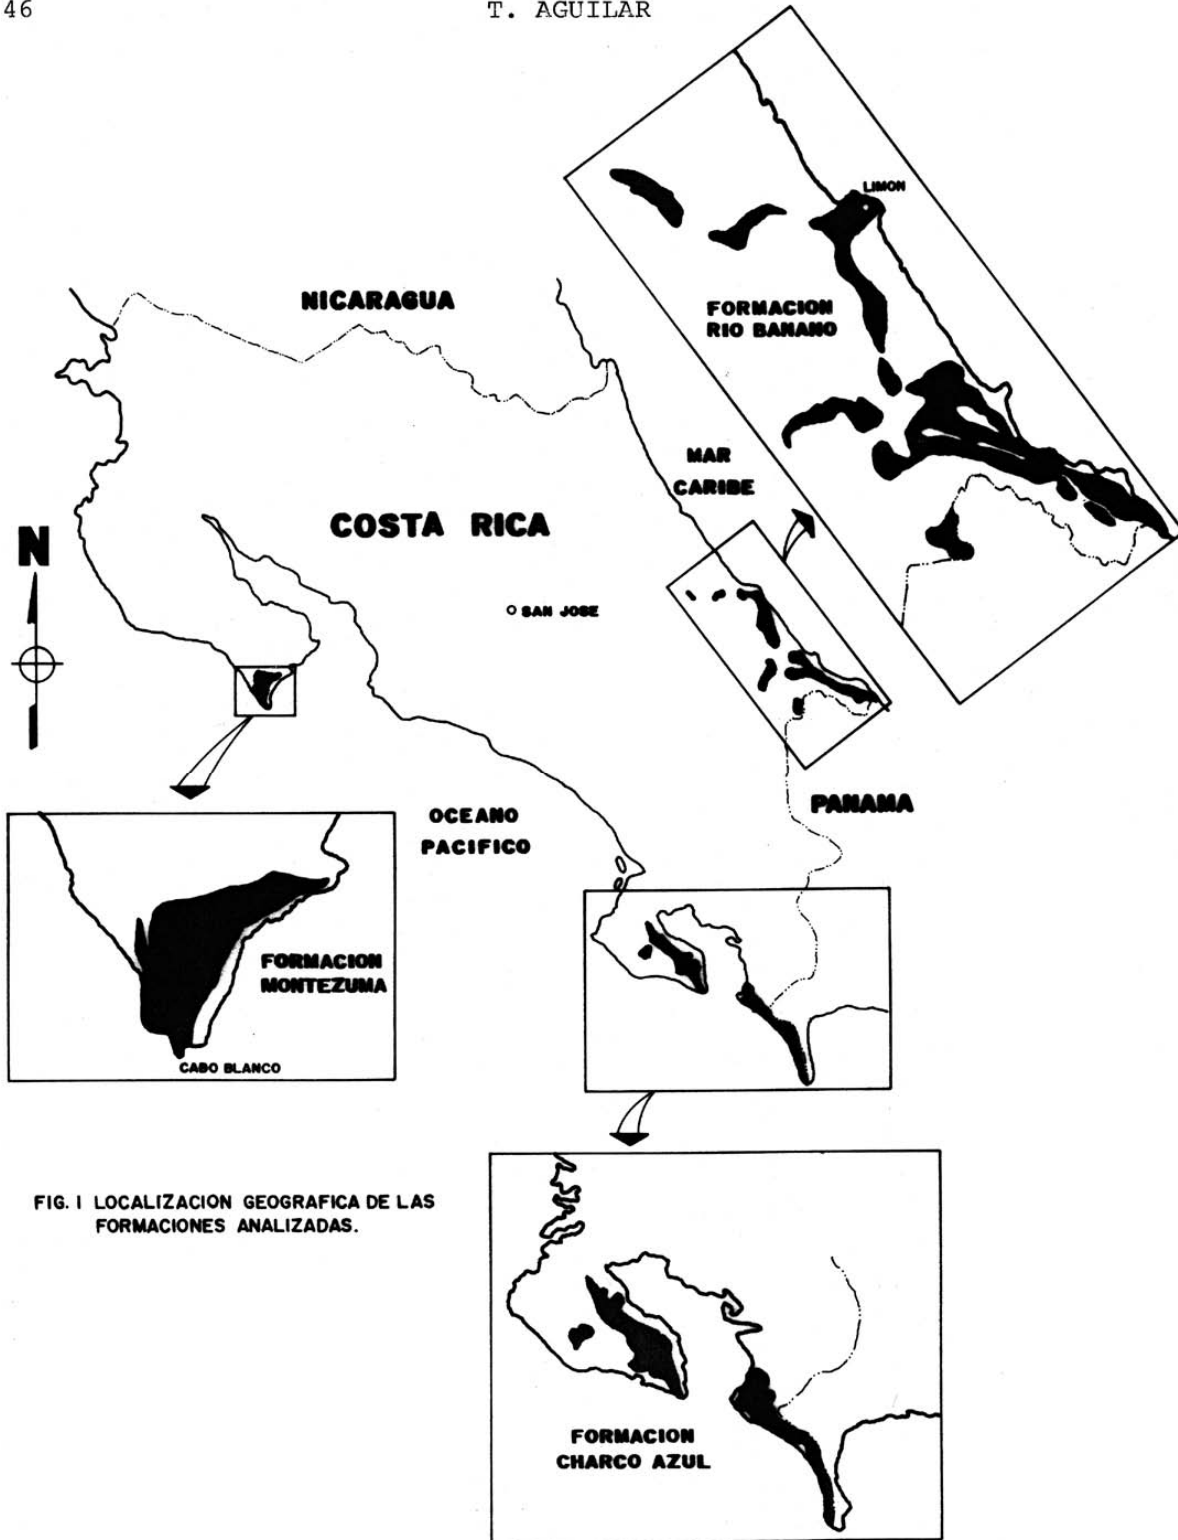 46
T. AGUILAR
LIMON
NICARAGUA
FORMACION
RIO BANANO
MAR
CARIBE
COSTA RICA
N
SAN JOSE
PANAMA
OCEANO
PACIFICO
FORMACION
MONTEZUMA
CABO BLANCO
FIG. 1 LOCALIZACION GEOGRAFICA DE LAS
FORMACIONES ANALIZADAS.
FORMACION
CHARCO AZUL